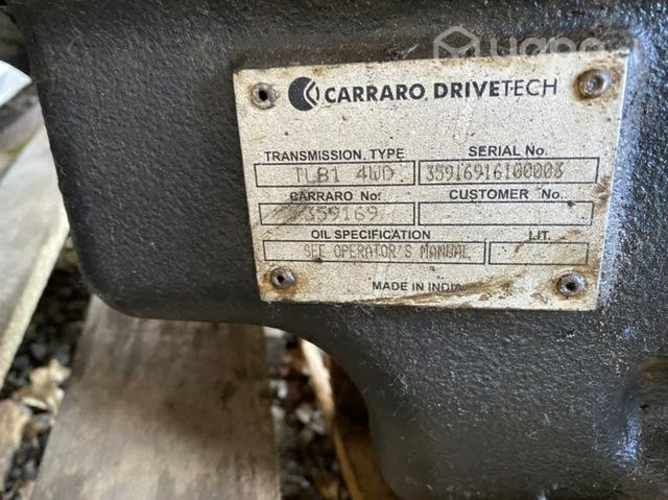 CARRARO DRIVETECH
TRANSMISSION TYPE SERIAL No.
TLB1 4WD 35916916100003
CARRARO No. CUSTOMER No.
359169
OIL SPECIFICATION LIT.
SEE OPERATOR'S MANUAL
MADE IN INDIA